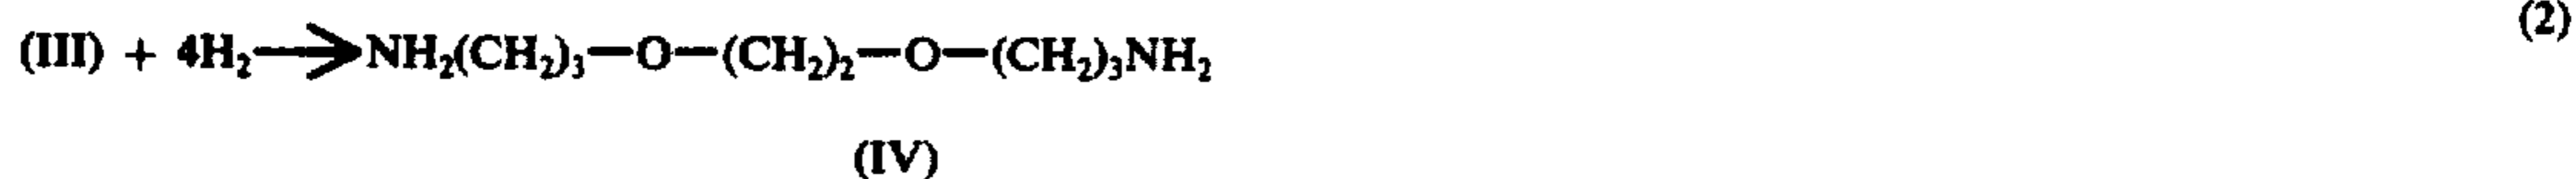 (III) + 4H₂—>NH₂(CH₂)₃—O—(CH₂)₂—O—(CH₂)₃NH₂ (2)
(IV)